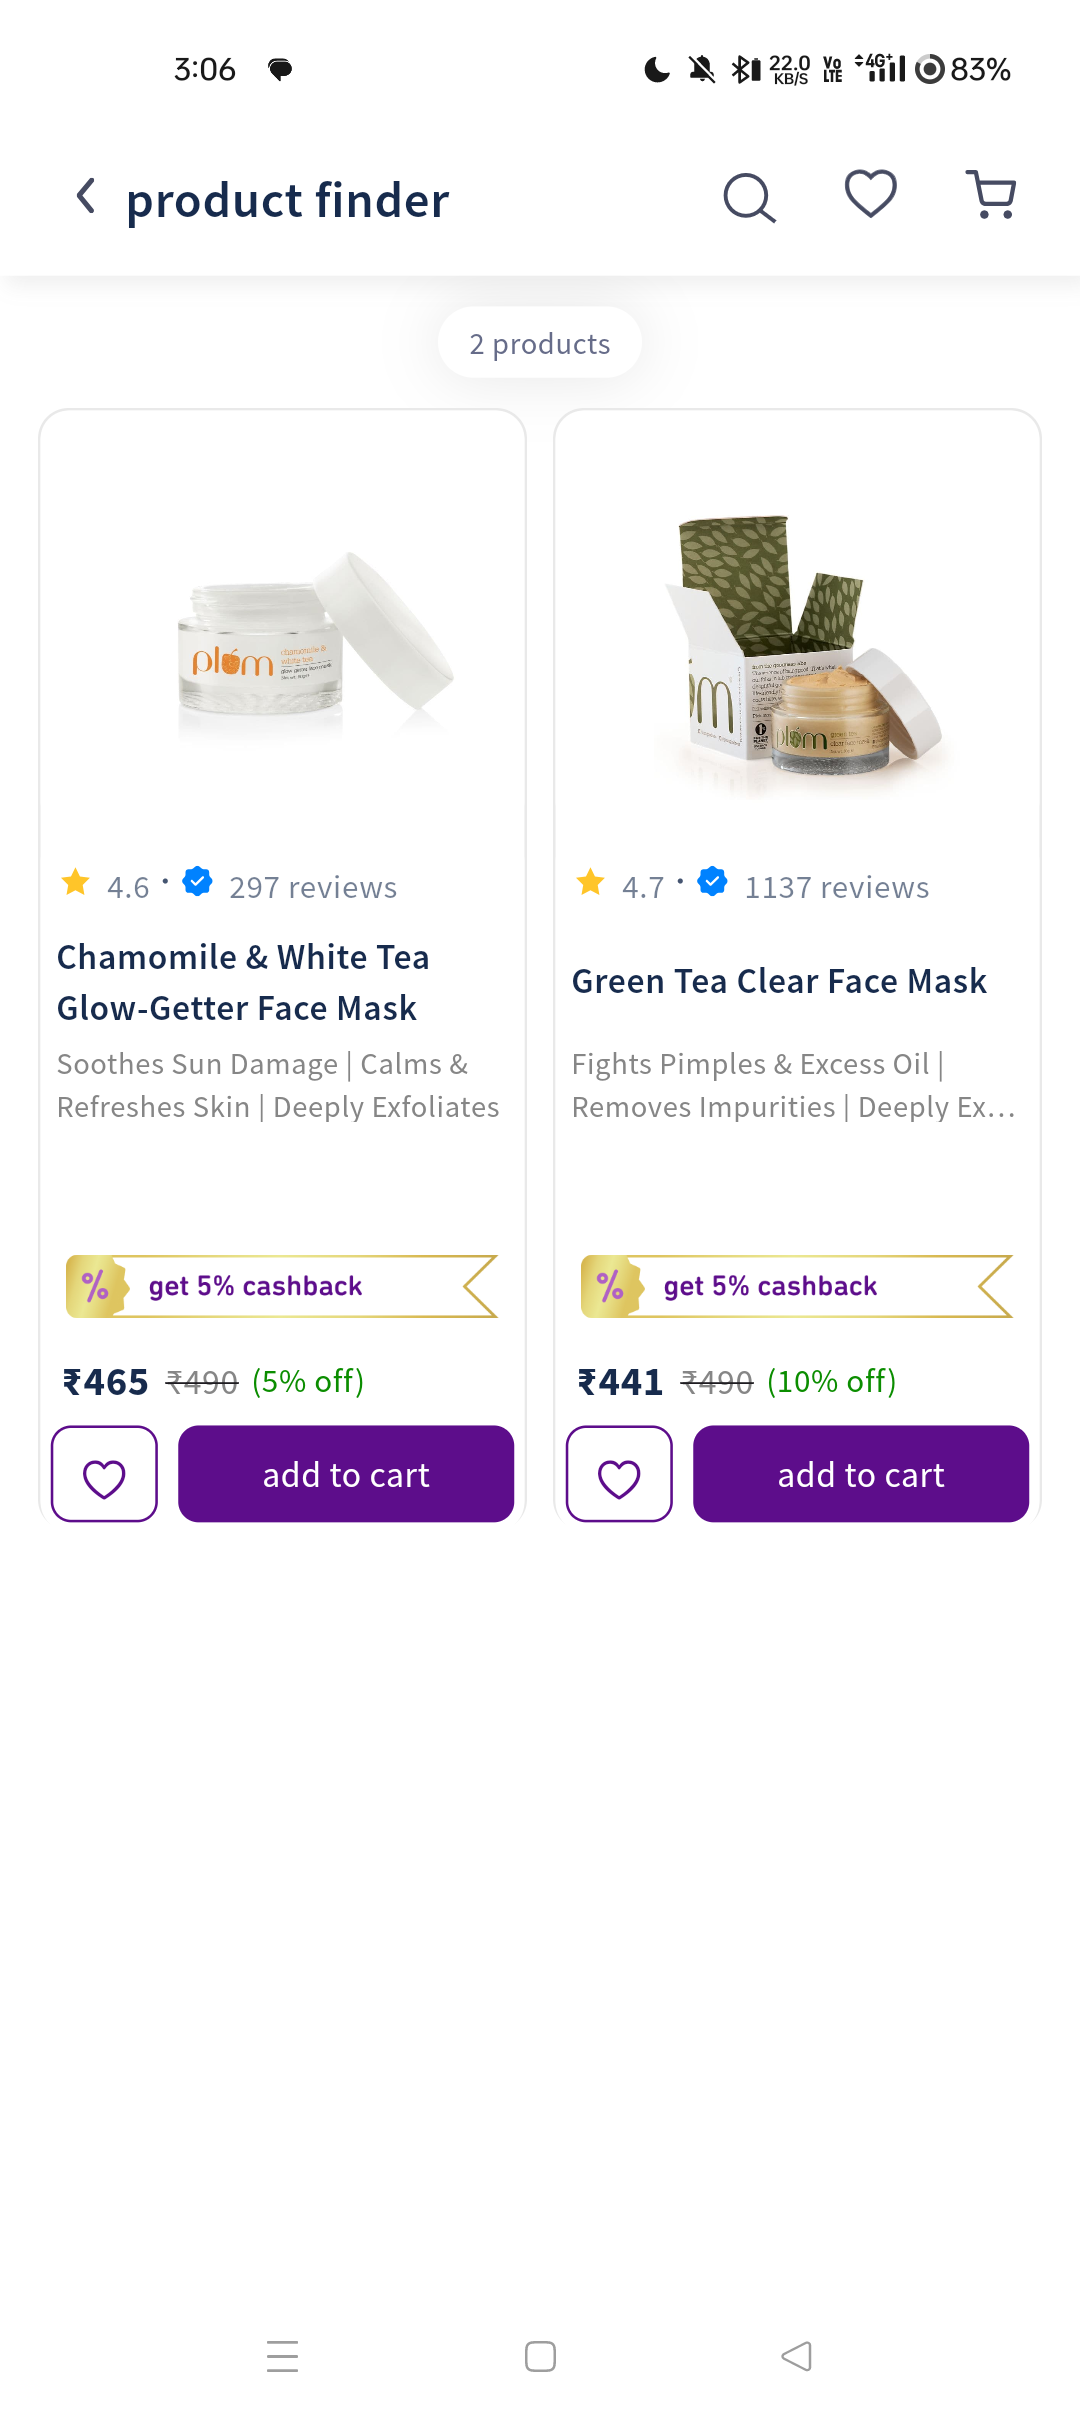 3:06
22.0
KB/S
Vo
LTE
4G+
83%
product finder
2 products
plum
chamomile &
white tea
plum
green tea
4.6 · 297 reviews
4.7 · 1137 reviews
Chamomile & White Tea
Glow-Getter Face Mask
Green Tea Clear Face Mask
Soothes Sun Damage | Calms &
Refreshes Skin | Deeply Exfoliates
Fights Pimples & Excess Oil |
Removes Impurities | Deeply Ex...
% get 5% cashback
% get 5% cashback
₹465 ₹490 (5% off)
₹441 ₹490 (10% off)
add to cart
add to cart